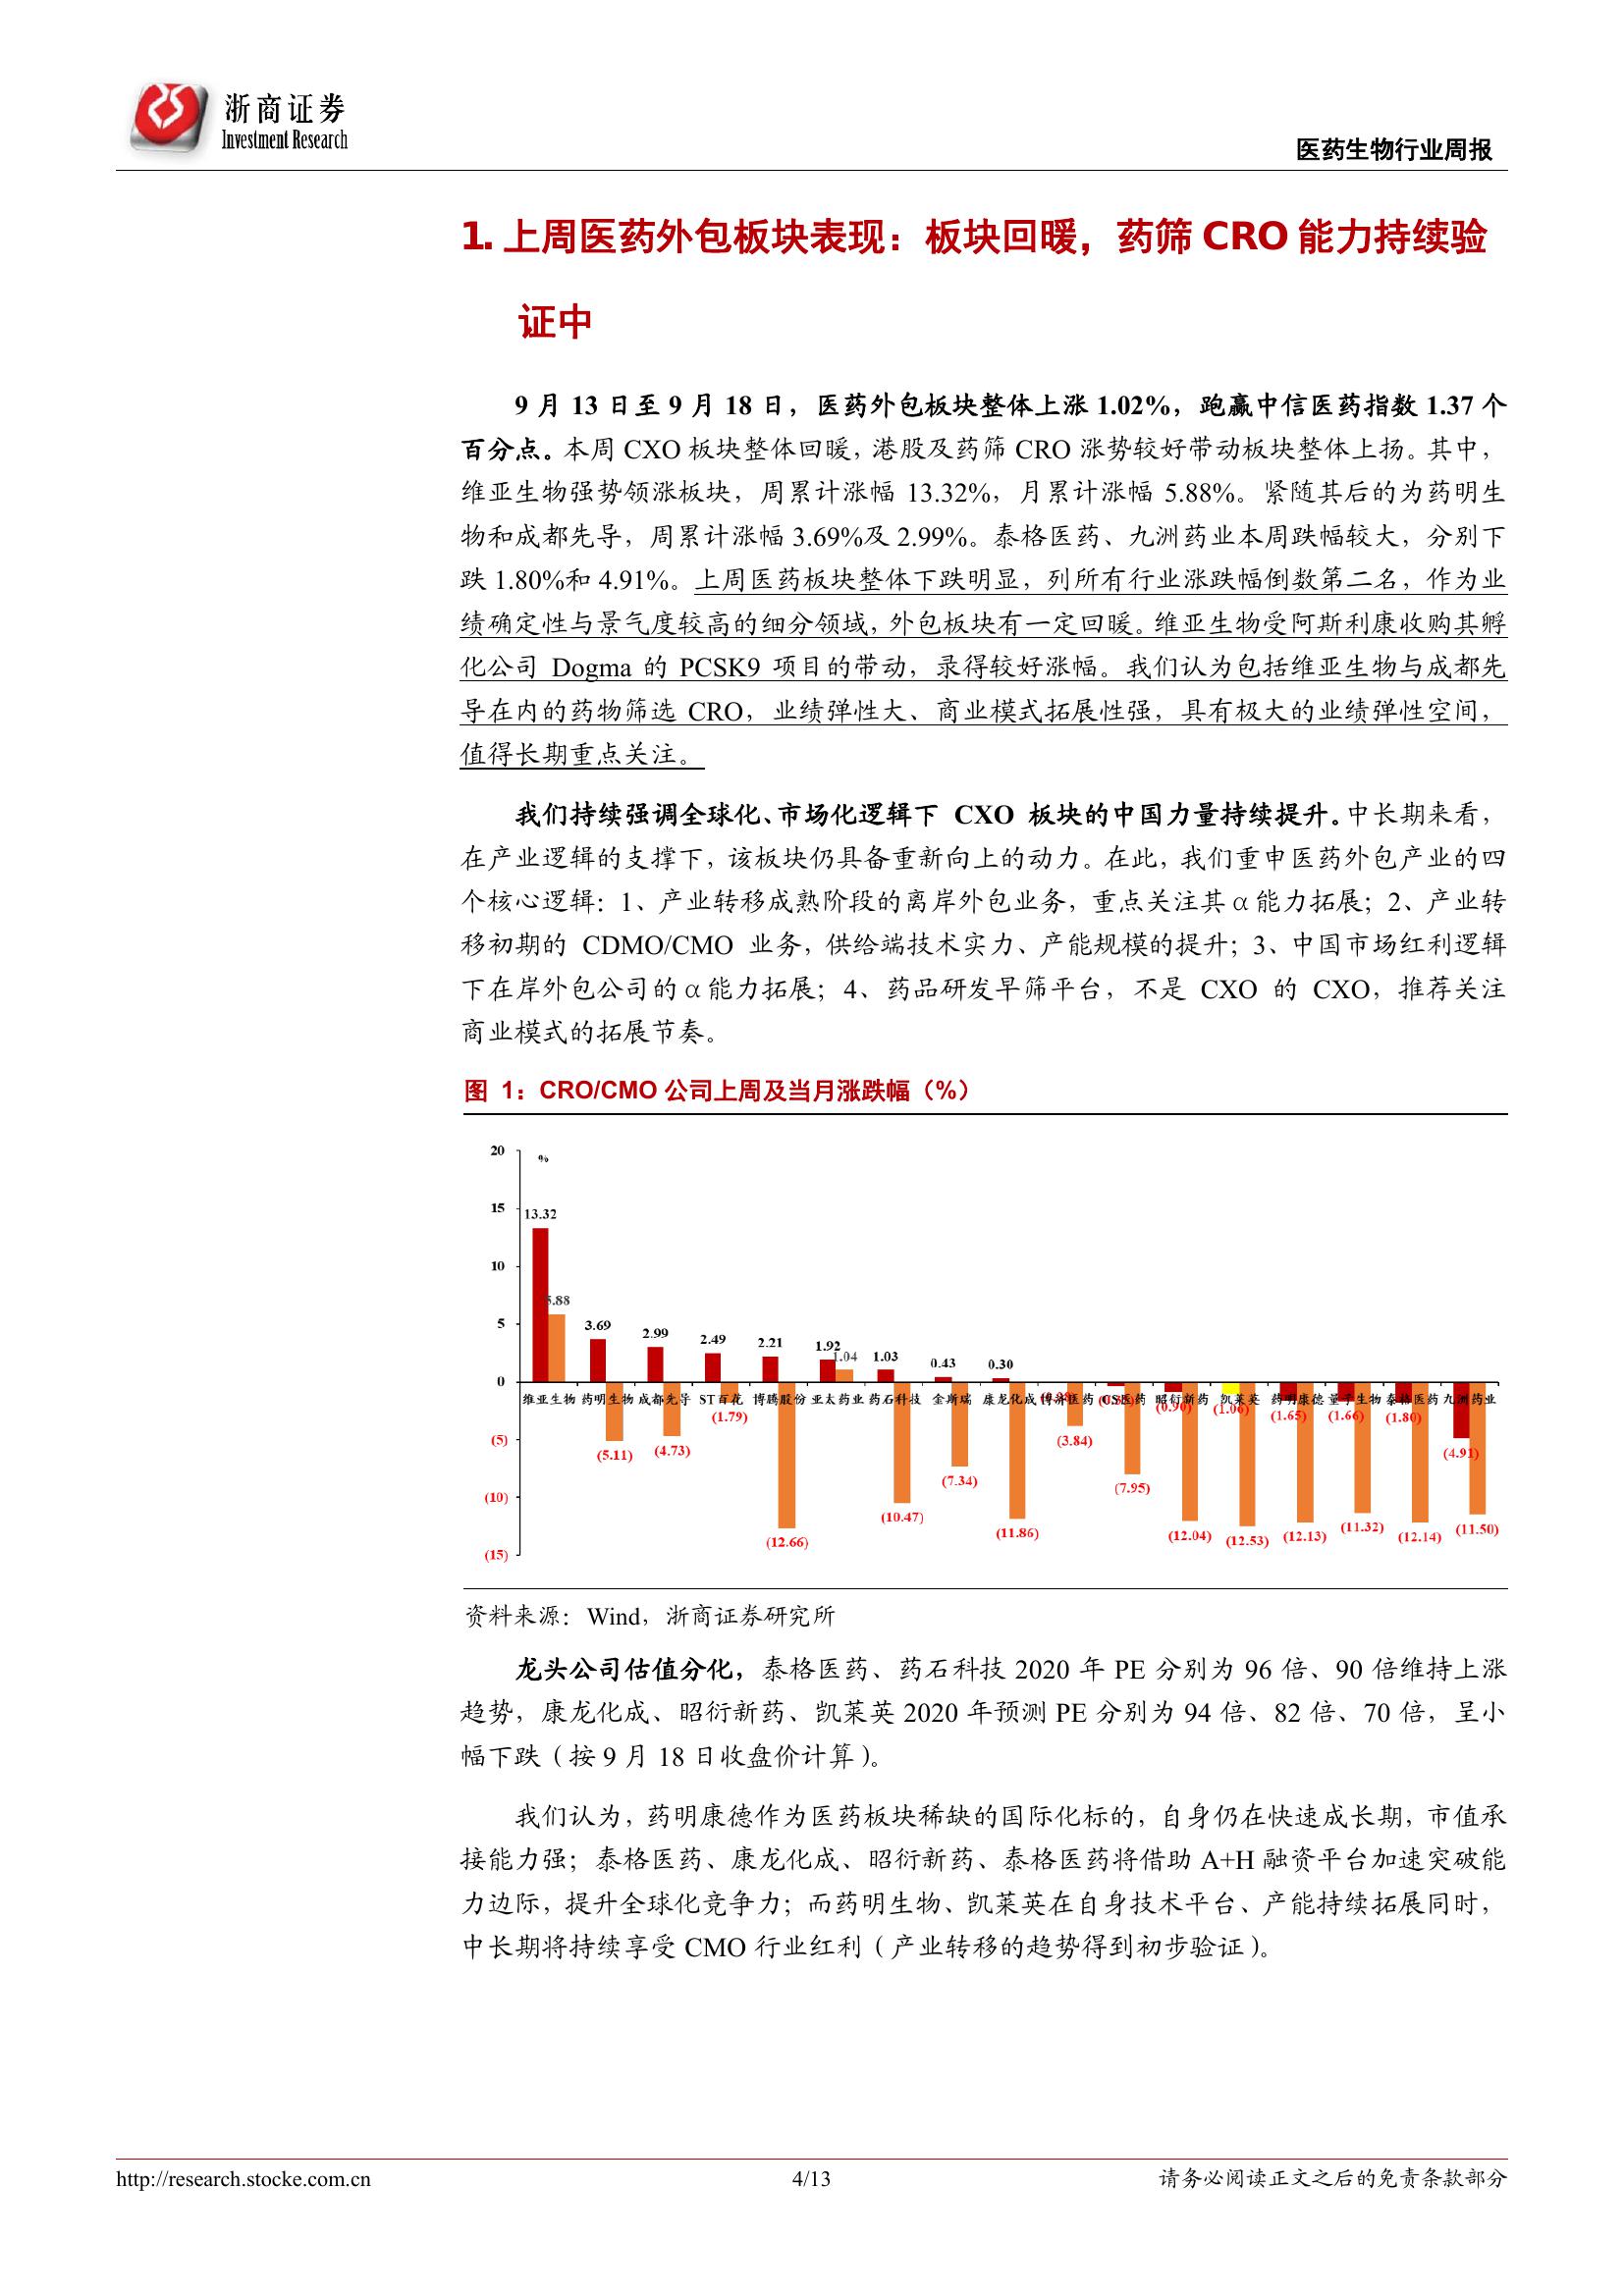 浙商证券
Investment Research
医药生物行业周报
1. 上周医药外包板块表现：板块回暖，药筛 CRO 能力持续验
证中
9 月 13 日至 9 月 18 日，医药外包板块整体上涨 1.02%，跑赢中信医药指数 1.37 个
百分点。本周 CXO 板块整体回暖，港股及药筛 CRO 涨势较好带动板块整体上扬。其中，
维亚生物强势领涨板块，周累计涨幅 13.32%，月累计涨幅 5.88%。紧随其后的为药明生
物和成都先导，周累计涨幅 3.69%及 2.99%。泰格医药、九洲药业本周跌幅较大，分别下
跌 1.80%和 4.91%。上周医药板块整体下跌明显，列所有行业涨跌幅倒数第二名，作为业
绩确定性与景气度较高的细分领域，外包板块有一定回暖。维亚生物受阿斯利康收购其孵
化公司 Dogma 的 PCSK9 项目的带动，录得较好涨幅。我们认为包括维亚生物与成都先
导在内的药物筛选 CRO，业绩弹性大、商业模式拓展性强，具有极大的业绩弹性空间，
值得长期重点关注。
我们持续强调全球化、市场化逻辑下 CXO 板块的中国力量持续提升。中长期来看，
在产业逻辑的支撑下，该板块仍具备重新向上的动力。在此，我们重申医药外包产业的四
个核心逻辑：1、产业转移成熟阶段的离岸外包业务，重点关注其 α 能力拓展；2、产业转
移初期的 CDMO/CMO 业务，供给端技术实力、产能规模的提升；3、中国市场红利逻辑
下在岸外包公司的 α 能力拓展；4、药品研发早筛平台，不是 CXO 的 CXO，推荐关注
商业模式的拓展节奏。
图 1：CRO/CMO 公司上周及当月涨跌幅（%）
20
%
15
13.32
10
5.88
5
3.69
2.99
2.49
2.21
1.92
1.04
1.03
0.43
0.30
0
维亚生物 药明生物 成都先导 ST百花 博腾股份 亚太药业 药石科技 金斯瑞 康龙化成 博济医药 昭衍新药 凯莱英 药明康德 量子生物 泰格医药 九洲药业
(0.90)
(1.06)
(1.65)
(1.66)
(1.80)
(4.91)
(1.79)
(5)
(5.11)
(4.73)
(3.84)
(7.34)
(7.95)
(10)
(10.47)
(11.86)
(12.66)
(12.04)
(12.53)
(12.13)
(11.32)
(12.14)
(11.50)
(15)
资料来源：Wind，浙商证券研究所
龙头公司估值分化，泰格医药、药石科技 2020 年 PE 分别为 96 倍、90 倍维持上涨
趋势，康龙化成、昭衍新药、凯莱英 2020 年预测 PE 分别为 94 倍、82 倍、70 倍，呈小
幅下跌（按 9 月 18 日收盘价计算）。
我们认为，药明康德作为医药板块稀缺的国际化标的，自身仍在快速成长期，市值承
接能力强；泰格医药、康龙化成、昭衍新药、泰格医药将借助 A+H 融资平台加速突破能
力边际，提升全球化竞争力；而药明生物、凯莱英在自身技术平台、产能持续拓展同时，
中长期将持续享受 CMO 行业红利（产业转移的趋势得到初步验证）。
http://research.stocke.com.cn
4/13
请务必阅读正文之后的免责条款部分